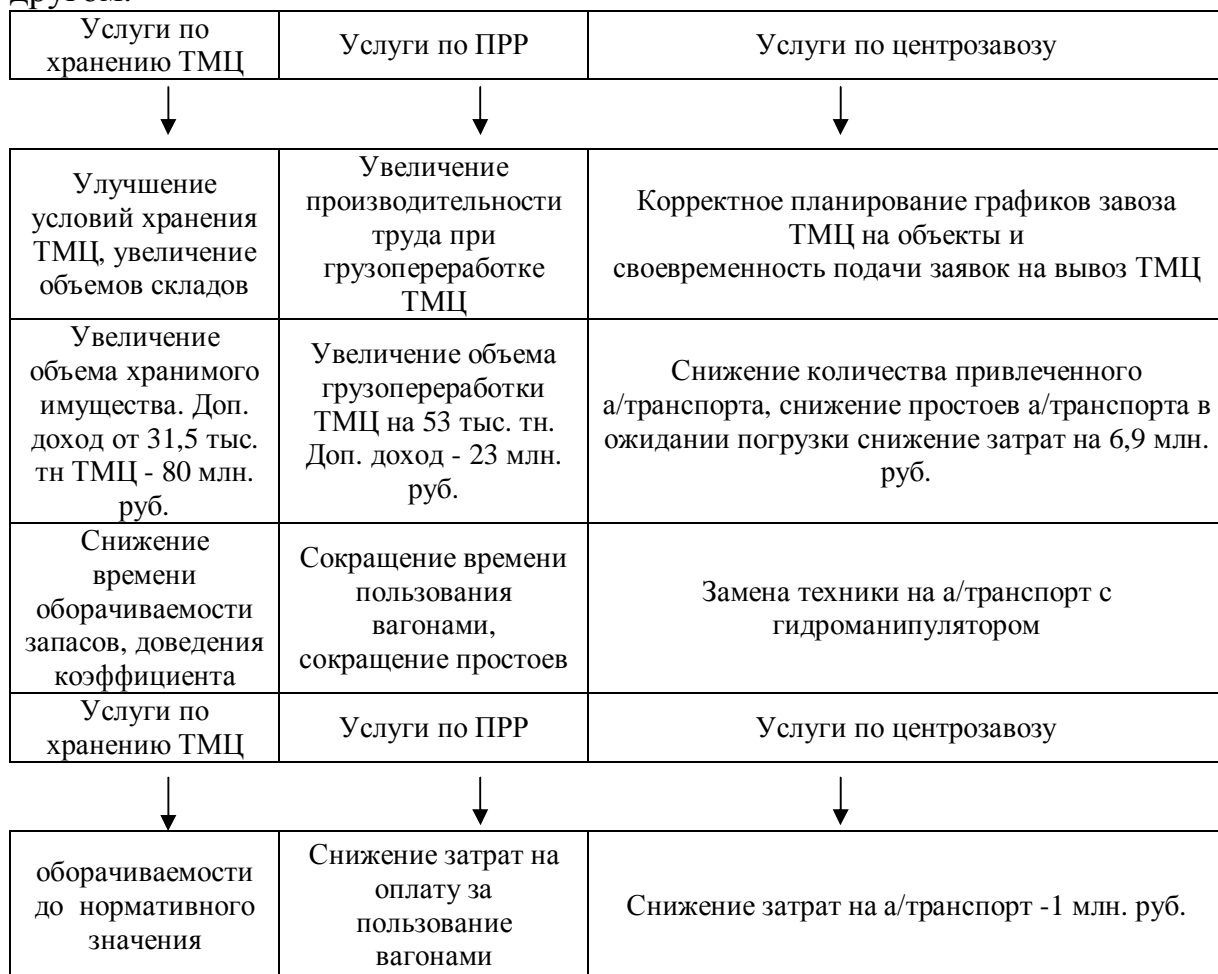 другом.
Услуги по
хранению ТМЦ
Услуги по ПРР
Услуги по центрозавозу
Улучшение
условий хранения
ТМЦ, увеличение
объемов складов
Увеличение
производительности
труда при
грузопереработке
ТМЦ
Корректное планирование графиков завоза
ТМЦ на объекты и
своевременность подачи заявок на вывоз ТМЦ
Увеличение
объема хранимого
имущества. Доп.
доход от 31,5 тыс.
тн ТМЦ - 80 млн.
руб.
Увеличение объема
грузопереработки
ТМЦ на 53 тыс. тн.
Доп. доход - 23 млн.
руб.
Снижение количества привлеченного
а/транспорта, снижение простоев а/транспорта в
ожидании погрузки снижение затрат на 6,9 млн.
руб.
Снижение
времени
оборачиваемости
запасов, доведения
коэффициента
Сокращение времени
пользования
вагонами,
сокращение простоев
Замена техники на а/транспорт с
гидроманипулятором
Услуги по
хранению ТМЦ
Услуги по ПРР
Услуги по центрозавозу
оборачиваемости
до нормативного
значения
Снижение затрат на
оплату за
пользование
вагонами
Снижение затрат на а/транспорт -1 млн. руб.